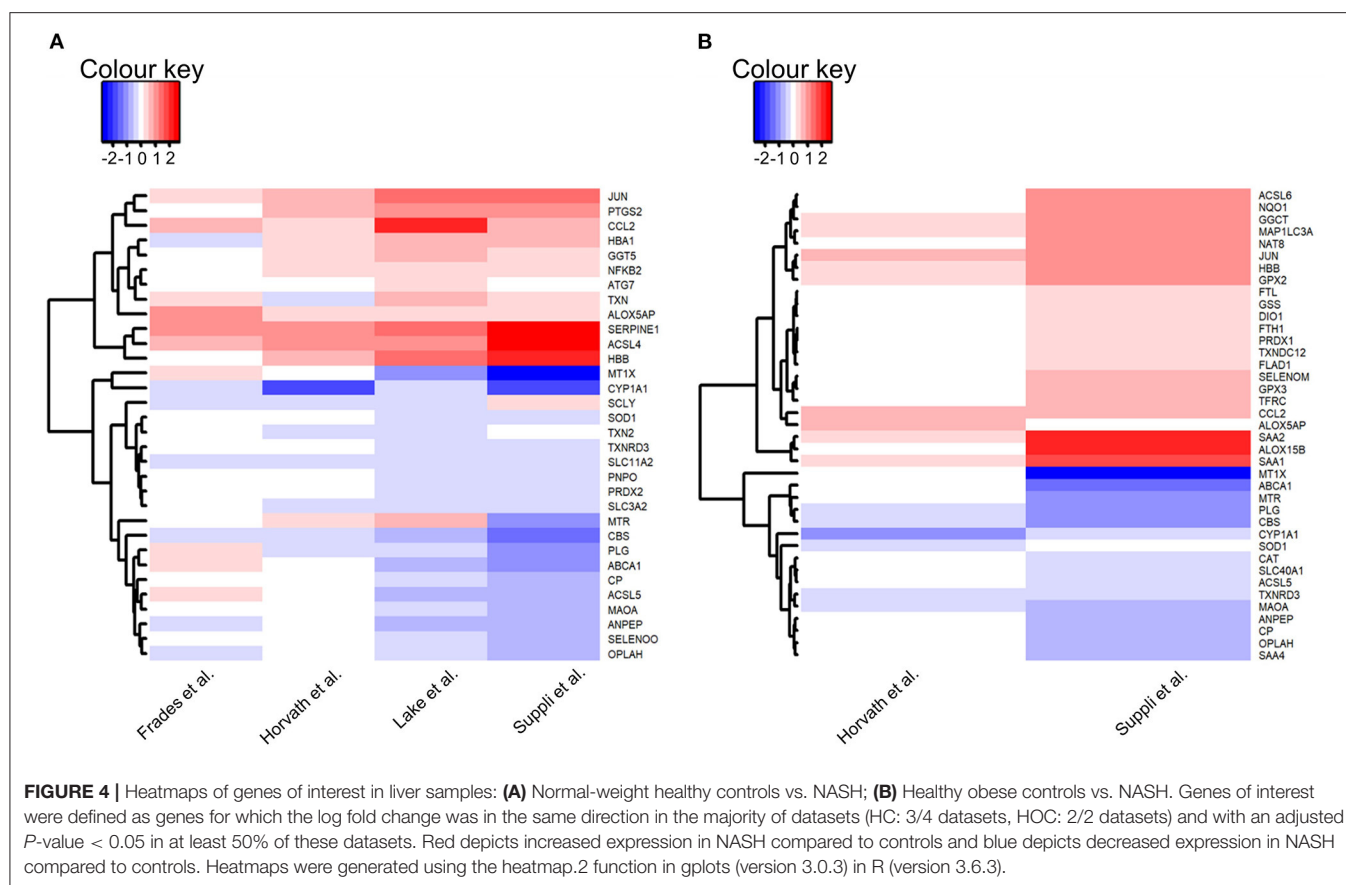 A
Colour key
-2-1 0 1 2
JUN
PTGS2
CCL2
HBA1
GGT5
NFKB2
ATG7
TXN
ALOX5AP
SERPINE1
ACSL4
HBB
MT1X
CYP1A1
SCLY
SOD1
TXN2
TXNRD3
SLC11A2
PNPO
PRDX2
SLC3A2
MTR
CBS
PLG
ABCA1
CP
ACSL5
MAOA
ANPEP
SELENOO
OPLAH
Frades et al.
Horvath et al.
Lake et al.
Suppli et al.
B
Colour key
-2-1 0 1 2
ACSL6
NQO1
GGCT
MAP1LC3A
NAT8
JUN
HBB
GPX2
FTL
GSS
DIO1
FTH1
PRDX1
TXNDC12
FLAD1
SELENOM
GPX3
TFRC
CCL2
ALOX5AP
SAA2
ALOX15B
SAA1
MT1X
ABCA1
MTR
PLG
CBS
CYP1A1
SOD1
CAT
SLC40A1
ACSL5
TXNRD3
MAOA
ANPEP
CP
OPLAH
SAA4
Horvath et al.
Suppli et al.
FIGURE 4 | Heatmaps of genes of interest in liver samples: (A) Normal-weight healthy controls vs. NASH; (B) Healthy obese controls vs. NASH. Genes of interest
were defined as genes for which the log fold change was in the same direction in the majority of datasets (HC: 3/4 datasets, HOC: 2/2 datasets) and with an adjusted
P-value < 0.05 in at least 50% of these datasets. Red depicts increased expression in NASH compared to controls and blue depicts decreased expression in NASH
compared to controls. Heatmaps were generated using the heatmap.2 function in gplots (version 3.0.3) in R (version 3.6.3).